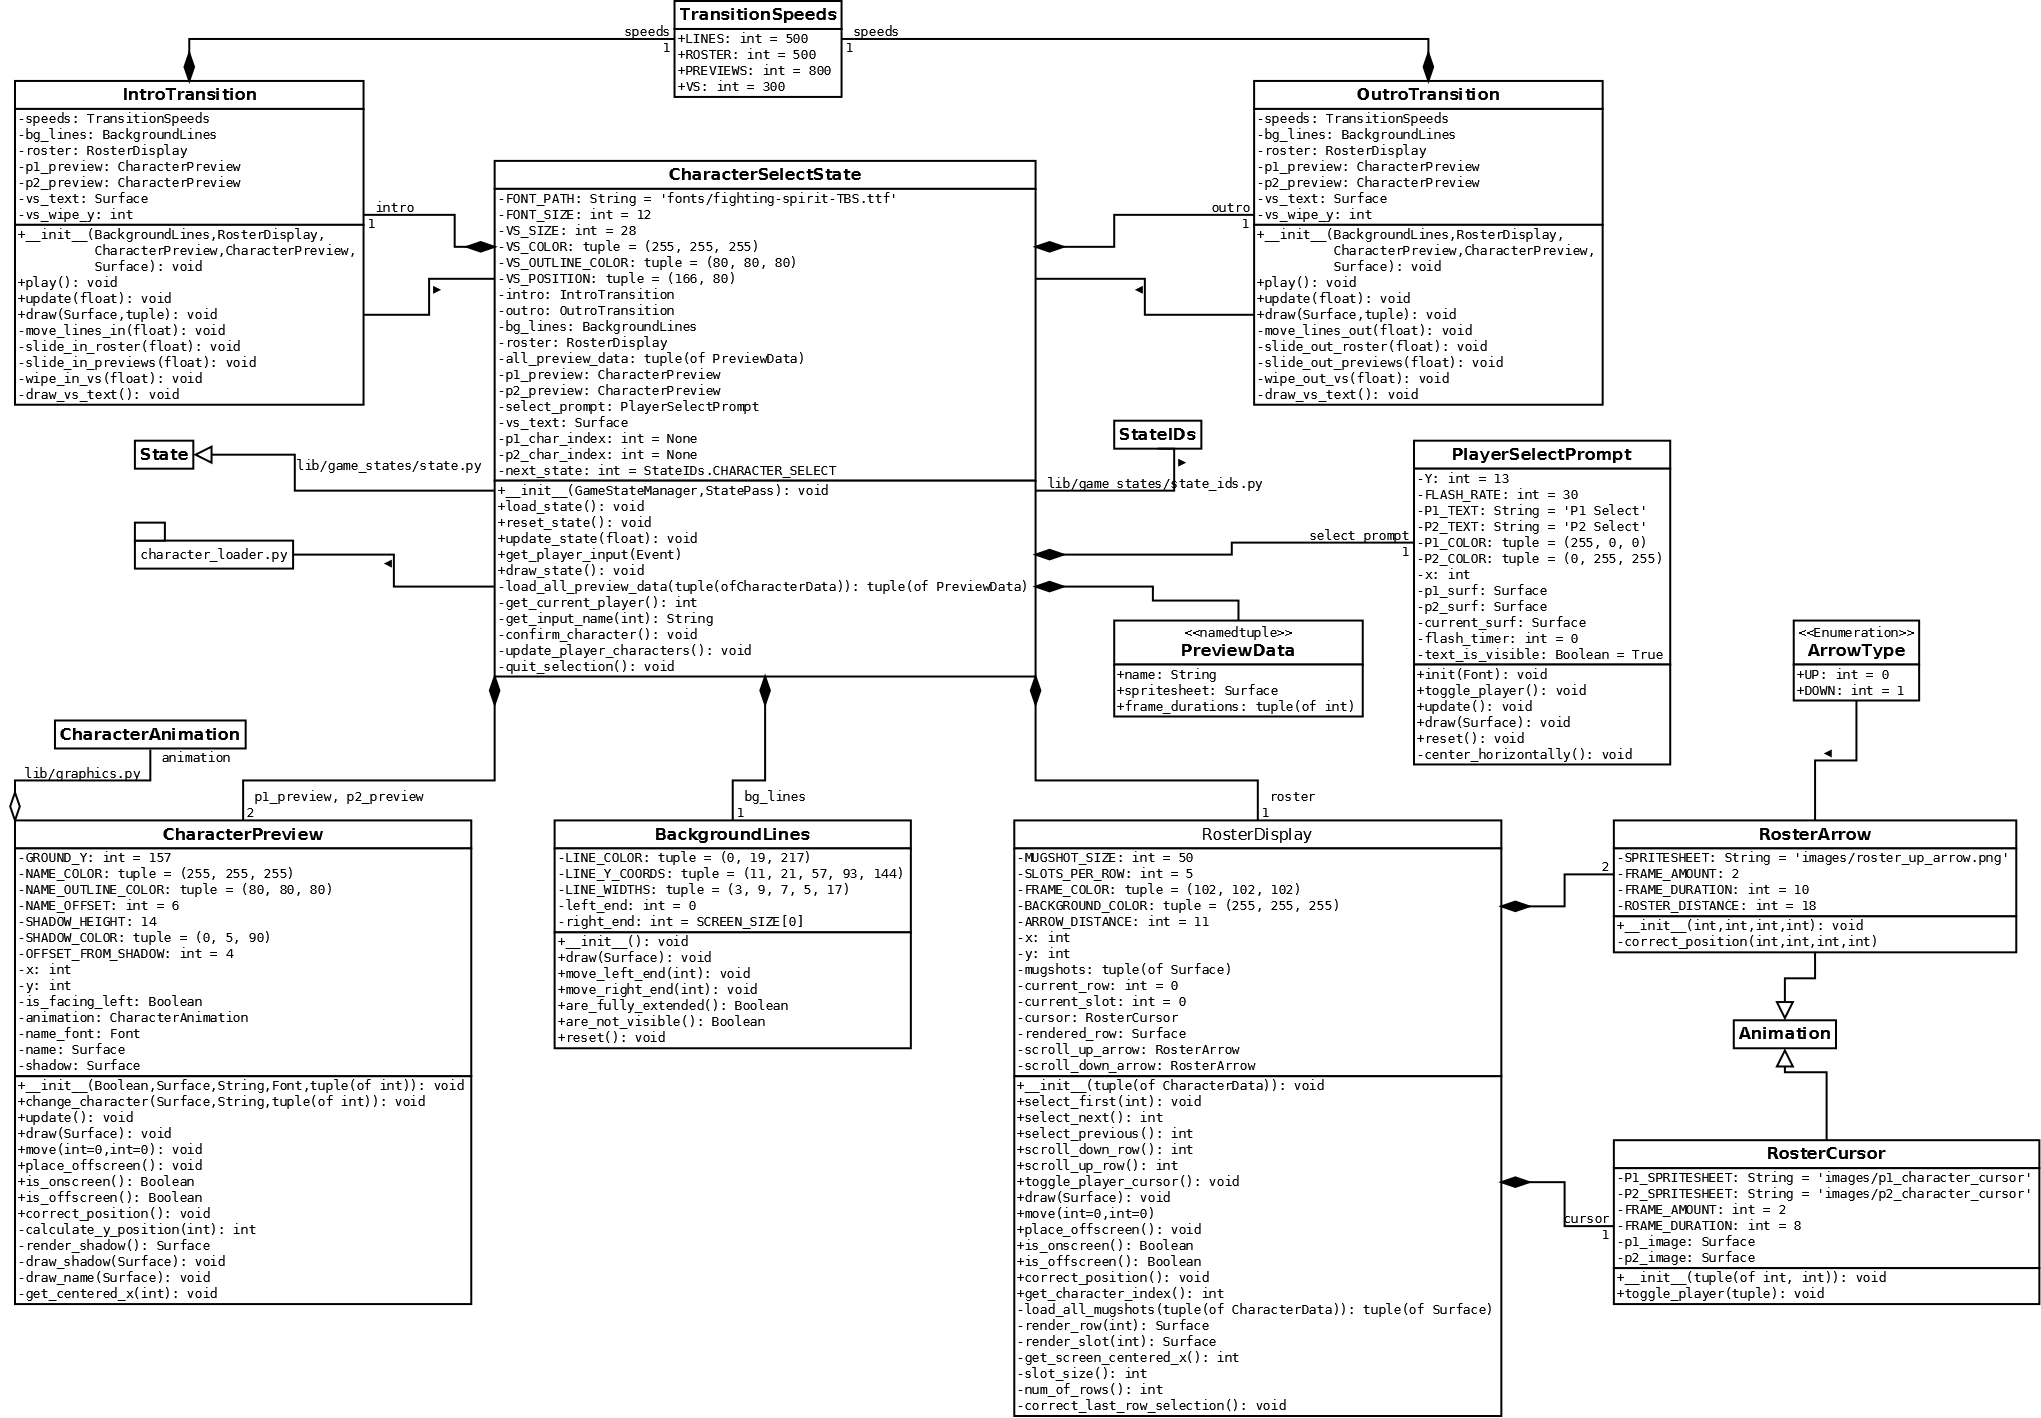 TransitionSpeeds
+LINES: int = 500
+ROSTER: int = 500
+PREVIEWS: int = 800
+VS: int = 300
speeds
1
speeds
1
IntroTransition
-speeds: TransitionSpeeds
-bg_lines: BackgroundLines
-roster: RosterDisplay
-p1_preview: CharacterPreview
-p2_preview: CharacterPreview
-vs_text: Surface
-vs_wipe_y: int
+__init__(BackgroundLines,RosterDisplay,
CharacterPreview,CharacterPreview,
Surface): void
+play(): void
+update(float): void
+draw(Surface,tuple): void
-move_lines_in(float): void
-slide_in_roster(float): void
-slide_in_previews(float): void
-wipe_in_vs(float): void
-draw_vs_text(): void
intro
1
CharacterSelectState
-FONT_PATH: String = 'fonts/fighting-spirit-TBS.ttf'
-FONT_SIZE: int = 12
-VS_SIZE: int = 28
-VS_COLOR: tuple = (255, 255, 255)
-VS_OUTLINE_COLOR: tuple = (80, 80, 80)
-VS_POSITION: tuple = (166, 80)
-intro: IntroTransition
-outro: OutroTransition
-bg_lines: BackgroundLines
-roster: RosterDisplay
-all_preview_data: tuple(of PreviewData)
-p1_preview: CharacterPreview
-p2_preview: CharacterPreview
-select_prompt: PlayerSelectPrompt
-vs_text: Surface
-p1_char_index: int = None
-p2_char_index: int = None
-next_state: int = StateIDs.CHARACTER_SELECT
+__init__(GameStateManager,StatePass): void
+load_state(): void
+reset_state(): void
+update_state(float): void
+get_player_input(Event)
+draw_state(): void
-load_all_preview_data(tuple(ofCharacterData)): tuple(of PreviewData)
-get_current_player(): int
-get_input_name(int): String
-confirm_character(): void
-update_player_characters(): void
-quit_selection(): void
outro
1
OutroTransition
-speeds: TransitionSpeeds
-bg_lines: BackgroundLines
-roster: RosterDisplay
-p1_preview: CharacterPreview
-p2_preview: CharacterPreview
-vs_text: Surface
-vs_wipe_y: int
+__init__(BackgroundLines,RosterDisplay,
CharacterPreview,CharacterPreview,
Surface): void
+play(): void
+update(float): void
+draw(Surface,tuple): void
-move_lines_out(float): void
-slide_out_roster(float): void
-slide_out_previews(float): void
-wipe_out_vs(float): void
-draw_vs_text(): void
State
lib/game_states/state.py
character_loader.py
StateIDs
lib/game_states/state_ids.py
select_prompt
1
PlayerSelectPrompt
-Y: int = 13
-FLASH_RATE: int = 30
-P1_TEXT: String = 'P1 Select'
-P2_TEXT: String = 'P2 Select'
-P1_COLOR: tuple = (255, 0, 0)
-P2_COLOR: tuple = (0, 255, 255)
-x: int
-p1_surf: Surface
-p2_surf: Surface
-current_surf: Surface
-flash_timer: int = 0
-text_is_visible: Boolean = True
+init(Font): void
+toggle_player(): void
+update(): void
+draw(Surface): void
+reset(): void
-center_horizontally(): void
<<namedtuple>>
PreviewData
+name: String
+spritesheet: Surface
+frame_durations: tuple(of int)
<<Enumeration>>
ArrowType
+UP: int = 0
+DOWN: int = 1
CharacterAnimation
animation
lib/graphics.py
p1_preview, p2_preview
2
bg_lines
1
roster
1
CharacterPreview
-GROUND_Y: int = 157
-NAME_COLOR: tuple = (255, 255, 255)
-NAME_OUTLINE_COLOR: tuple = (80, 80, 80)
-NAME_OFFSET: int = 6
-SHADOW_HEIGHT: 14
-SHADOW_COLOR: tuple = (0, 5, 90)
-OFFSET_FROM_SHADOW: int = 4
-x: int
-y: int
-is_facing_left: Boolean
-animation: CharacterAnimation
-name_font: Font
-name: Surface
-shadow: Surface
+__init__(Boolean,Surface,String,Font,tuple(of int)): void
+change_character(Surface,String,tuple(of int)): void
+update(): void
+draw(Surface): void
+move(int=0,int=0): void
+place_offscreen(): void
+is_onscreen(): Boolean
+is_offscreen(): Boolean
+correct_position(): void
-calculate_y_position(int): int
-render_shadow(): Surface
-draw_shadow(Surface): void
-draw_name(Surface): void
-get_centered_x(int): void
BackgroundLines
-LINE_COLOR: tuple = (0, 19, 217)
-LINE_Y_COORDS: tuple = (11, 21, 57, 93, 144)
-LINE_WIDTHS: tuple = (3, 9, 7, 5, 17)
-left_end: int = 0
-right_end: int = SCREEN_SIZE[0]
+__init__(): void
+draw(Surface): void
+move_left_end(int): void
+move_right_end(int): void
+are_fully_extended(): Boolean
+are_not_visible(): Boolean
+reset(): void
RosterDisplay
-MUGSHOT_SIZE: int = 50
-SLOTS_PER_ROW: int = 5
-FRAME_COLOR: tuple = (102, 102, 102)
-BACKGROUND_COLOR: tuple = (255, 255, 255)
-ARROW_DISTANCE: int = 11
-x: int
-y: int
-mugshots: tuple(of Surface)
-current_row: int = 0
-current_slot: int = 0
-cursor: RosterCursor
-rendered_row: Surface
-scroll_up_arrow: RosterArrow
-scroll_down_arrow: RosterArrow
+__init__(tuple(of CharacterData)): void
+select_first(int): void
+select_next(): int
+select_previous(): int
+scroll_down_row(): int
+scroll_up_row(): int
+toggle_player_cursor(): void
+draw(Surface): void
+move(int=0,int=0)
+place_offscreen(): void
+is_onscreen(): Boolean
+is_offscreen(): Boolean
+correct_position(): void
+get_character_index(): int
-load_all_mugshots(tuple(of CharacterData)): tuple(of Surface)
-render_row(int): Surface
-render_slot(int): Surface
-get_screen_centered_x(): int
-slot_size(): int
-num_of_rows(): int
-correct_last_row_selection(): void
2
RosterArrow
-SPRITESHEET: String = 'images/roster_up_arrow.png'
-FRAME_AMOUNT: 2
-FRAME_DURATION: int = 10
-ROSTER_DISTANCE: int = 18
+__init__(int,int,int,int): void
-correct_position(int,int,int,int)
Animation
cursor
1
RosterCursor
-P1_SPRITESHEET: String = 'images/p1_character_cursor'
-P2_SPRITESHEET: String = 'images/p2_character_cursor'
-FRAME_AMOUNT: int = 2
-FRAME_DURATION: int = 8
-p1_image: Surface
-p2_image: Surface
+__init__(tuple(of int, int)): void
+toggle_player(tuple): void